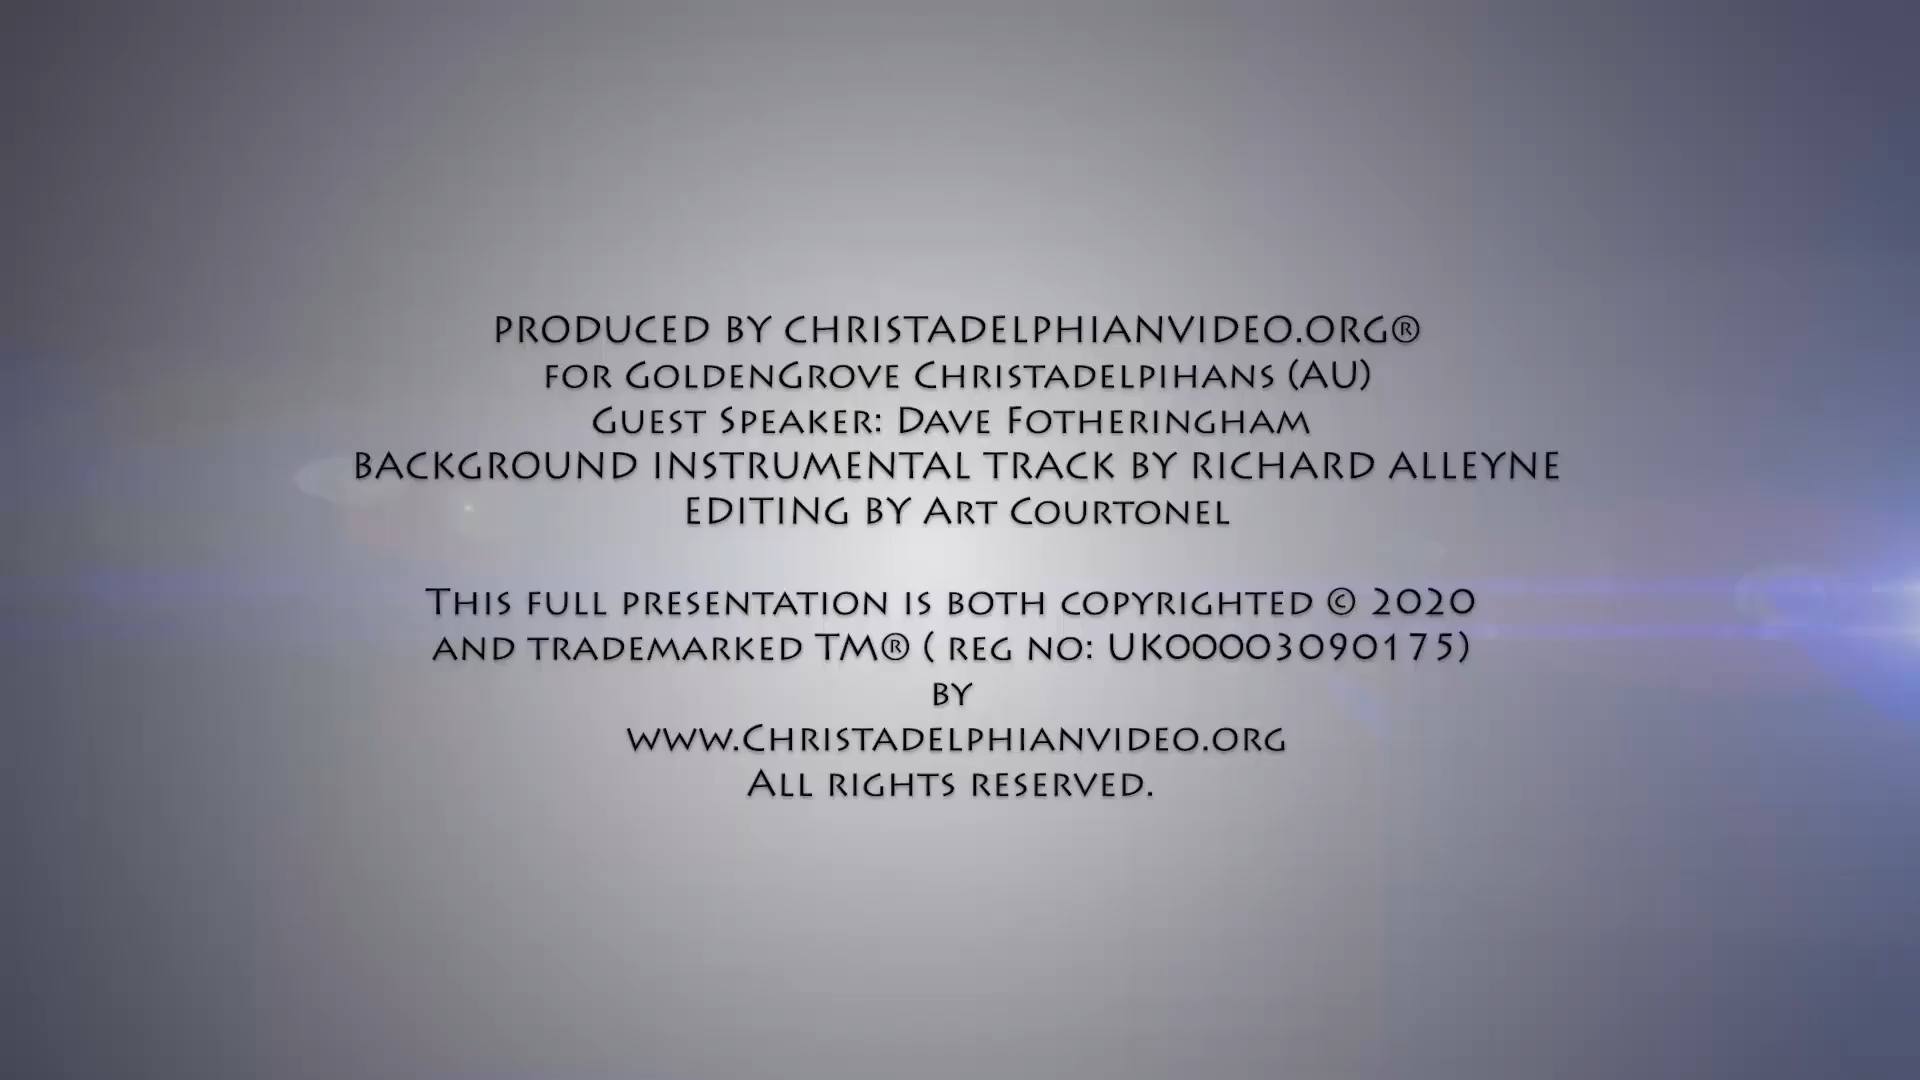 PRODUCED BY CHRISTADELPHIANVIDEO.ORG®
for GoldenGrove Christadelpihans (AU)
Guest Speaker: Dave Fotheringham
BACKGROUND INSTRUMENTAL TRACK BY RICHARD ALLEYNE
EDITING BY Art Courtonel
This full presentation is both copyrighted © 2020
and trademarked TM® ( reg no: UK00003090175)
by
www.Christadelphianvideo.org
All rights reserved.